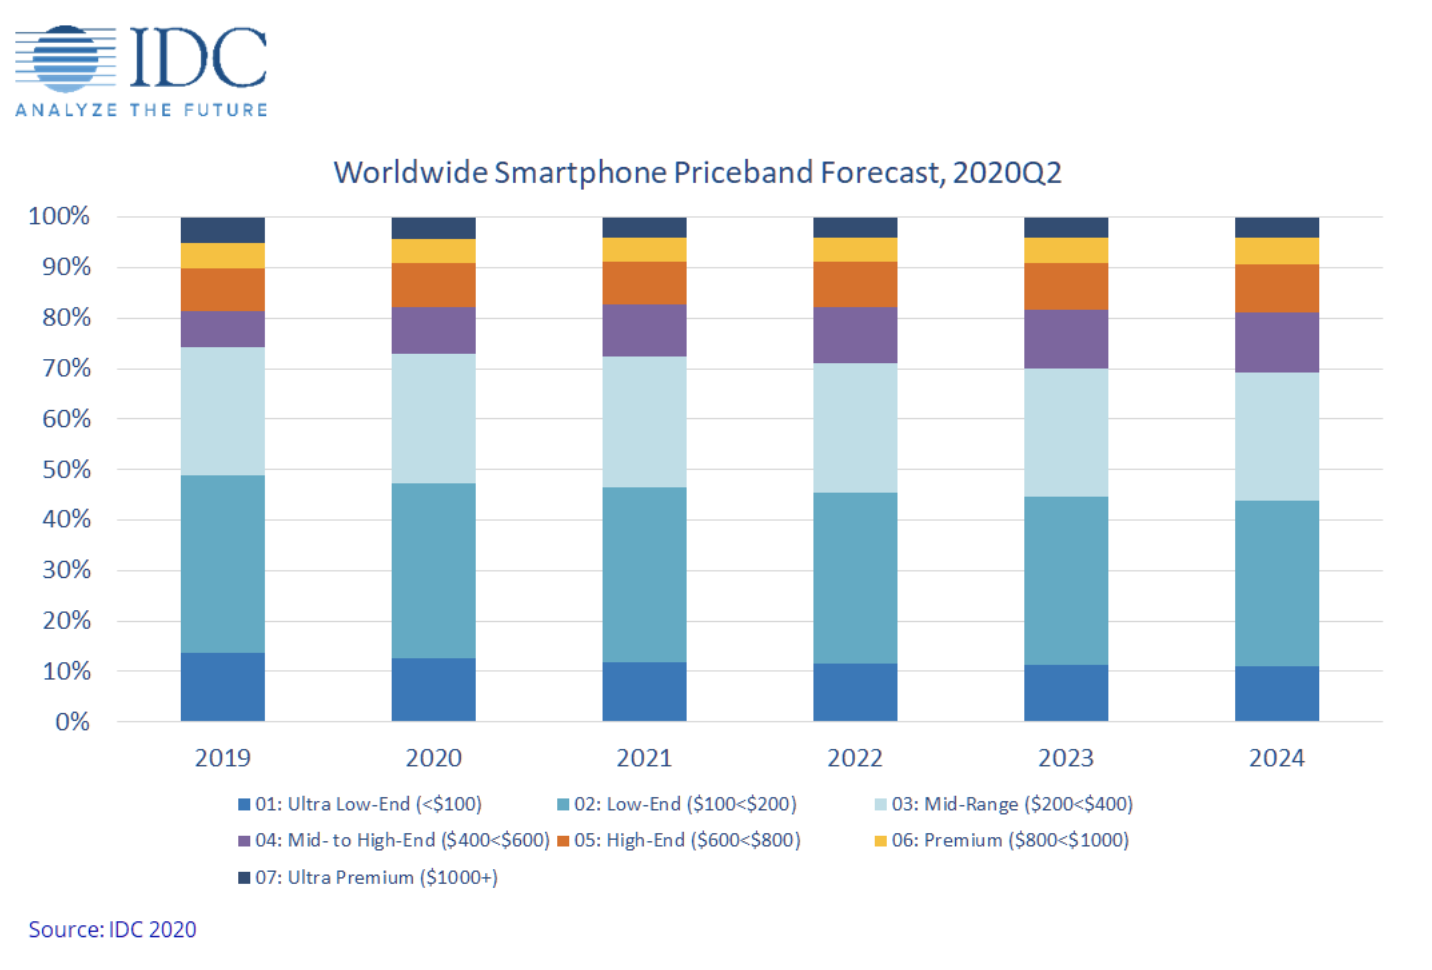 IDC
ANALYZE THE FUTURE
Worldwide Smartphone Priceband Forecast, 2020Q2
100%
90%
80%
70%
60%
50%
40%
30%
20%
10%
0%
2019 2020 2021 2022 2023 2024
01: Ultra Low-End (<$100) 02: Low-End ($100<$200) 03: Mid-Range ($200<$400)
04: Mid- to High-End ($400<$600) 05: High-End ($600<$800) 06: Premium ($800<$1000)
07: Ultra Premium ($1000+)
Source: IDC 2020